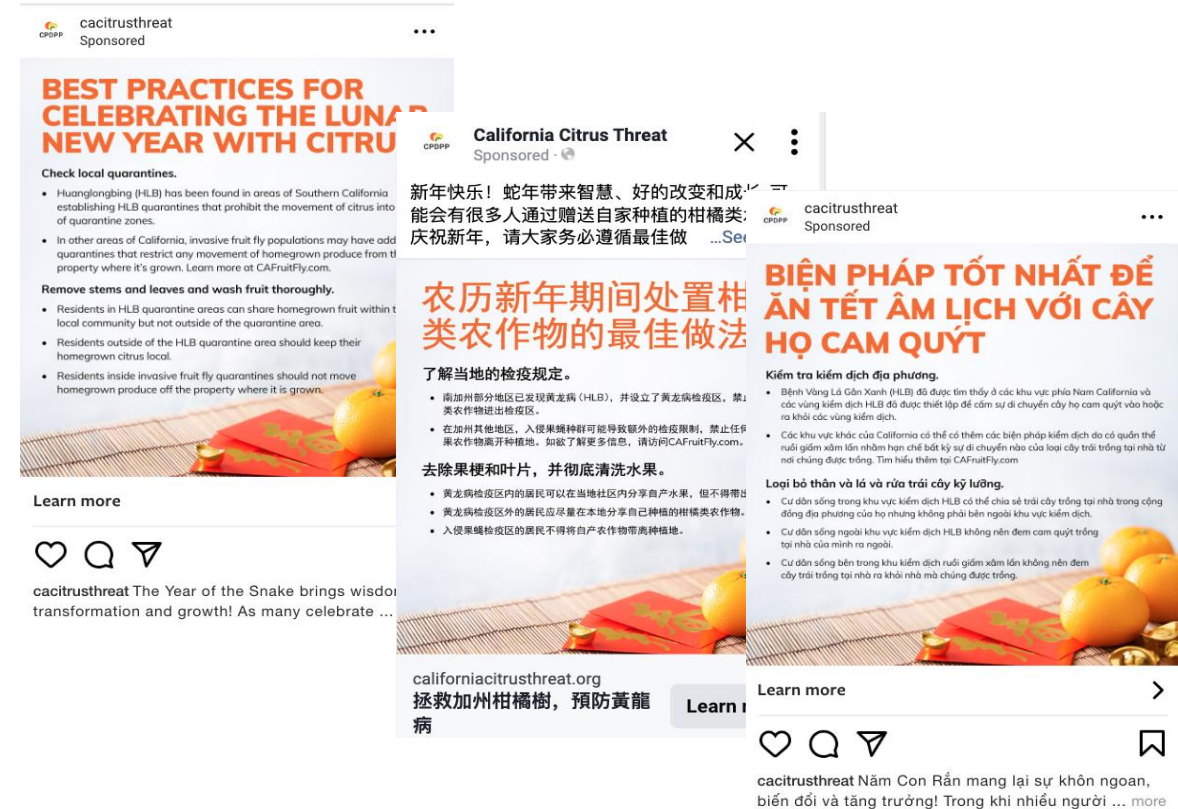 cacitrusthreat
CPDPP
Sponsored
BEST PRACTICES FOR
CELEBRATING THE LUNAR
NEW YEAR WITH CITRU
Check local quarantines.
• Huanglongbing (HLB) has been found in areas of Southern California
establishing HLB quarantines that prohibit the movement of citrus into
of quarantine zones.
• In other areas of California, invasive fruit fly populations may have add
quarantines that restrict any movement of homegrown produce from th
property where it's grown. Learn more at CAFruitFly.com.
Remove stems and leaves and wash fruit thoroughly.
• Residents in HLB quarantine areas can share homegrown fruit within t
local community but not outside of the quarantine area.
• Residents outside of the HLB quarantine area should keep their
homegrown citrus local.
• Residents inside invasive fruit fly quarantines should not move
homegrown produce off the property where it is grown.
Learn more
cacitrusthreat The Year of the Snake brings wisdo
transformation and growth! As many celebrate ...
California Citrus Threat
CPDPP
Sponsored ·
新年快乐！蛇年带来智慧、好的改变和成长 可
能会有很多人通过赠送自家种植的柑橘类
庆祝新年，请大家务必遵循最佳做 ...See
农历新年期间处置柑
类农作物的最佳做法
了解当地的检疫规定。
• 南加州部分地区已发现黄龙病（HLB），并设立了黄龙病检疫区，禁止
类农作物进出检疫区。
• 在加州其他地区，入侵果蝇种群可能导致额外的检疫限制，禁止任何
果农作物离开种植地。如欲了解更多信息，请访问CAFruitFly.com。
去除果梗和叶片，并彻底清洗水果。
• 黄龙病检疫区内的居民可以在当地社区内分享自产水果，但不得带出
• 黄龙病检疫区外的居民应尽量在本地分享自己种植的柑橘类农作物。
• 入侵果蝇检疫区的居民不得将自产农作物带离种植地。
californiacitrusthreat.org
拯救加州柑橘樹，預防黃龍
病
Learn
cacitrusthreat
CPDPP
Sponsored
BIỆN PHÁP TỐT NHẤT ĐỂ
ĂN TẾT ÂM LỊCH VỚI CÂY
HỌ CAM QUÝT
Kiểm tra kiểm dịch địa phương.
• Bệnh Vàng Lá Gân Xanh (HLB) đã được tìm thấy ở các khu vực phía Nam California và
các vùng kiểm dịch HLB đã được thiết lập để cấm sự di chuyển cây họ cam quýt vào hoặc
ra khỏi các vùng kiểm dịch.
• Các khu vực khác của California có thể có thêm các biện pháp kiểm dịch do có quần thể
ruồi giấm xâm lấn nhằm hạn chế bất kỳ sự di chuyển nào của loại cây trái trồng tại nhà từ
nơi chúng được trồng. Tìm hiểu thêm tại CAFruitFly.com
Loại bỏ thân và lá và rửa trái cây kỹ lưỡng.
• Cư dân sống trong khu vực kiểm dịch HLB có thể chia sẻ trái cây trồng tại nhà trong cộng
đồng địa phương của họ nhưng không phải bên ngoài khu vực kiểm dịch.
• Cư dân sống ngoài khu vực kiểm dịch HLB không nên đem cam quýt trồng
tại nhà của mình ra ngoài.
• Cư dân sống bên trong khu vực kiểm dịch ruồi giấm xâm lấn không nên đem
cây trái trồng tại nhà ra khỏi nhà mà chúng được trồng.
Learn more
cacitrusthreat Năm Con Rắn mang lại sự khôn ngoan,
biến đổi và tăng trưởng! Trong khi nhiều người ... more